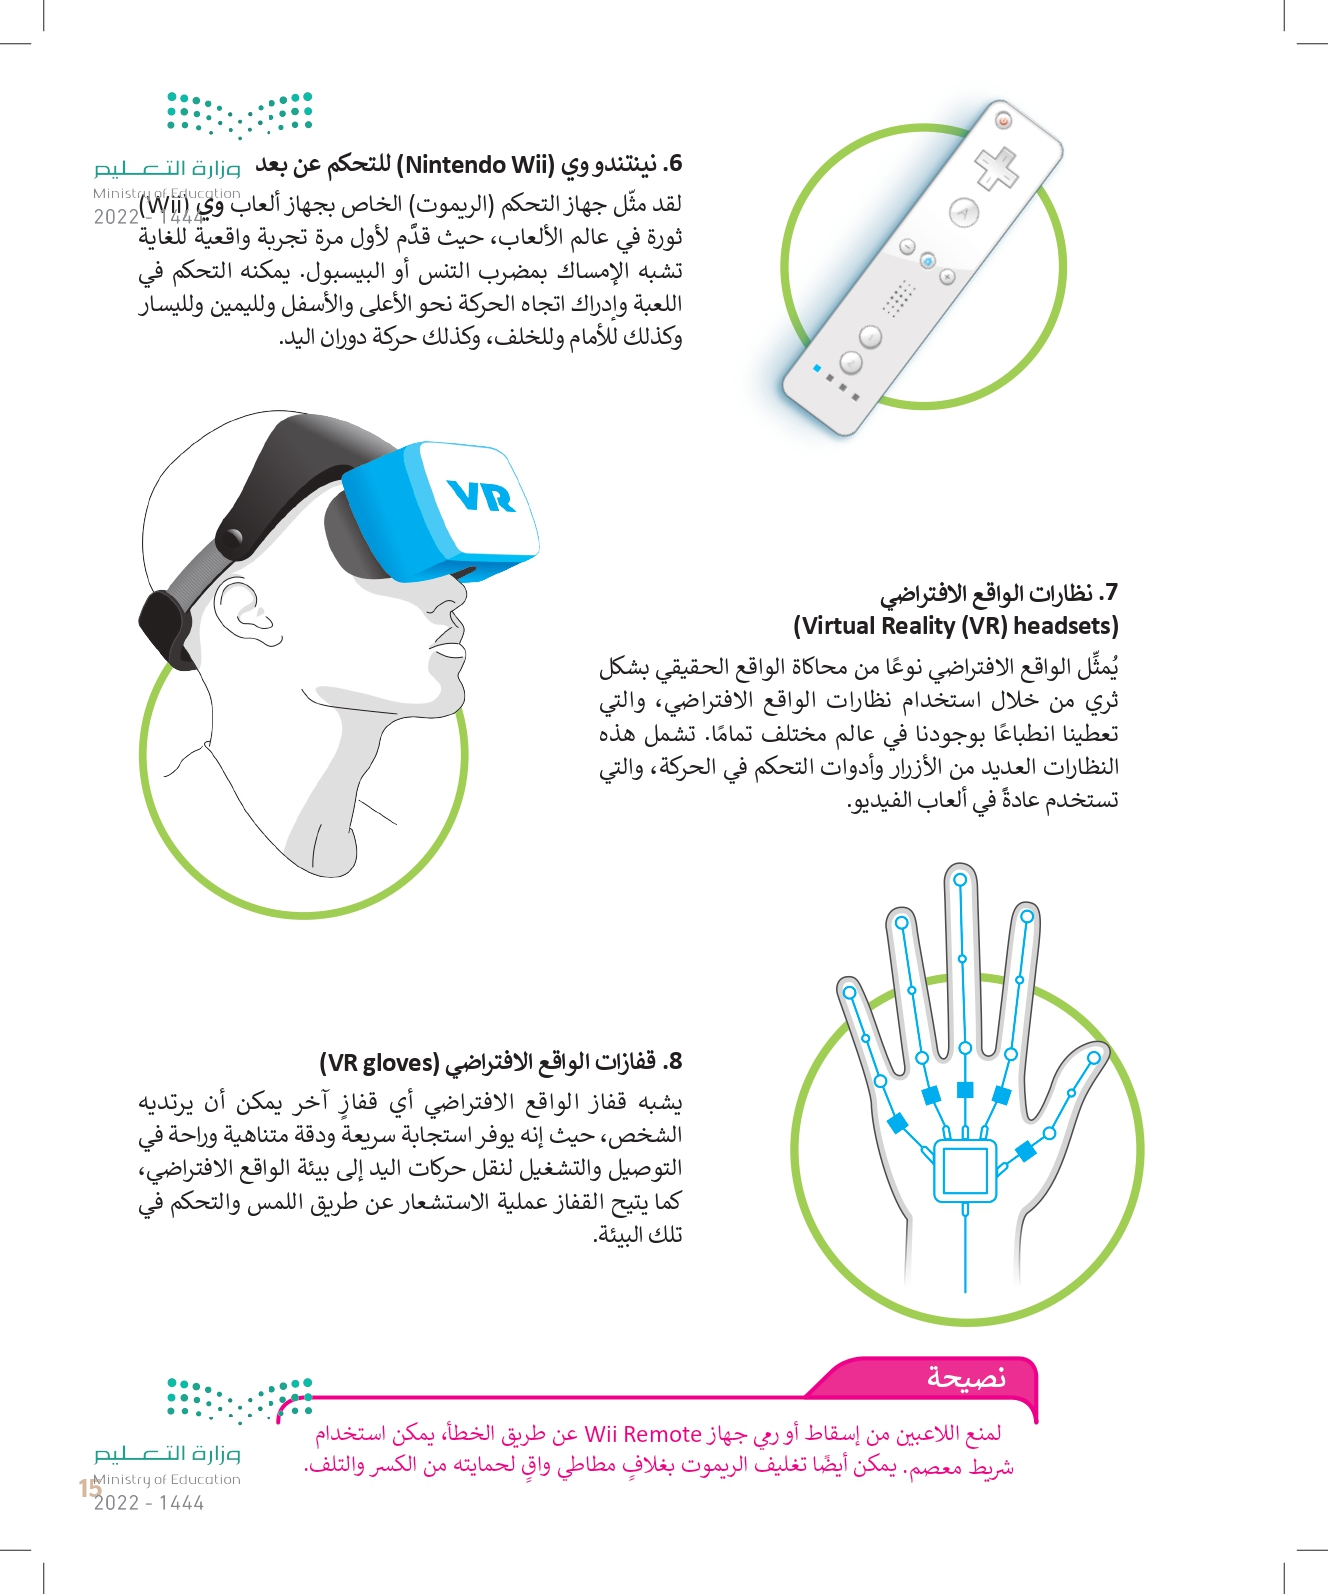 وزارة التعليم
Ministry of Education
2022 - 1444
6. نينتندو وي (Nintendo Wii) للتحكم عن بعد
لقد مثّل جهاز التحكم (الريموت) الخاص بجهاز ألعاب وي (Wii)
ثورة في عالم الألعاب، حيث قدَّم لأول مرة تجربة واقعية للغاية
تشبه الإمساك بمضرب التنس أو البيسبول. يمكنه التحكم في
اللعبة وإدراك اتجاه الحركة نحو الأعلى والأسفل ولليمين ولليسار
وكذلك للأمام وللخلف، وكذلك حركة دوران اليد.
A
1
2
VR
7. نظارات الواقع الافتراضي
(Virtual Reality (VR) headsets)
يُمثِّل الواقع الافتراضي نوعًا من محاكاة الواقع الحقيقي بشكل
ثري من خلال استخدام نظارات الواقع الافتراضي، والتي
تعطينا انطباعًا بوجودنا في عالم مختلف تمامًا. تشمل هذه
النظارات العديد من الأزرار وأدوات التحكم في الحركة، والتي
تستخدم عادةً في ألعاب الفيديو.
8. قفازات الواقع الافتراضي (VR gloves)
يشبه قفاز الواقع الافتراضي أي قفازٍ آخر يمكن أن يرتديه
الشخص، حيث إنه يوفر استجابة سريعة ودقة متناهية وراحة في
التوصيل والتشغيل لنقل حركات اليد إلى بيئة الواقع الافتراضي،
كما يتيح القفاز عملية الاستشعار عن طريق اللمس والتحكم في
تلك البيئة.
نصيحة
لمنع اللاعبين من إسقاط أو رمي جهاز Wii Remote عن طريق الخطأ، يمكن استخدام
شريط معصم. يمكن أيضًا تغليف الريموت بغلافٍ مطاطي واقٍ لحمايته من الكسر والتلف.
وزارة التعليم
Ministry of Education
15
2022 - 1444